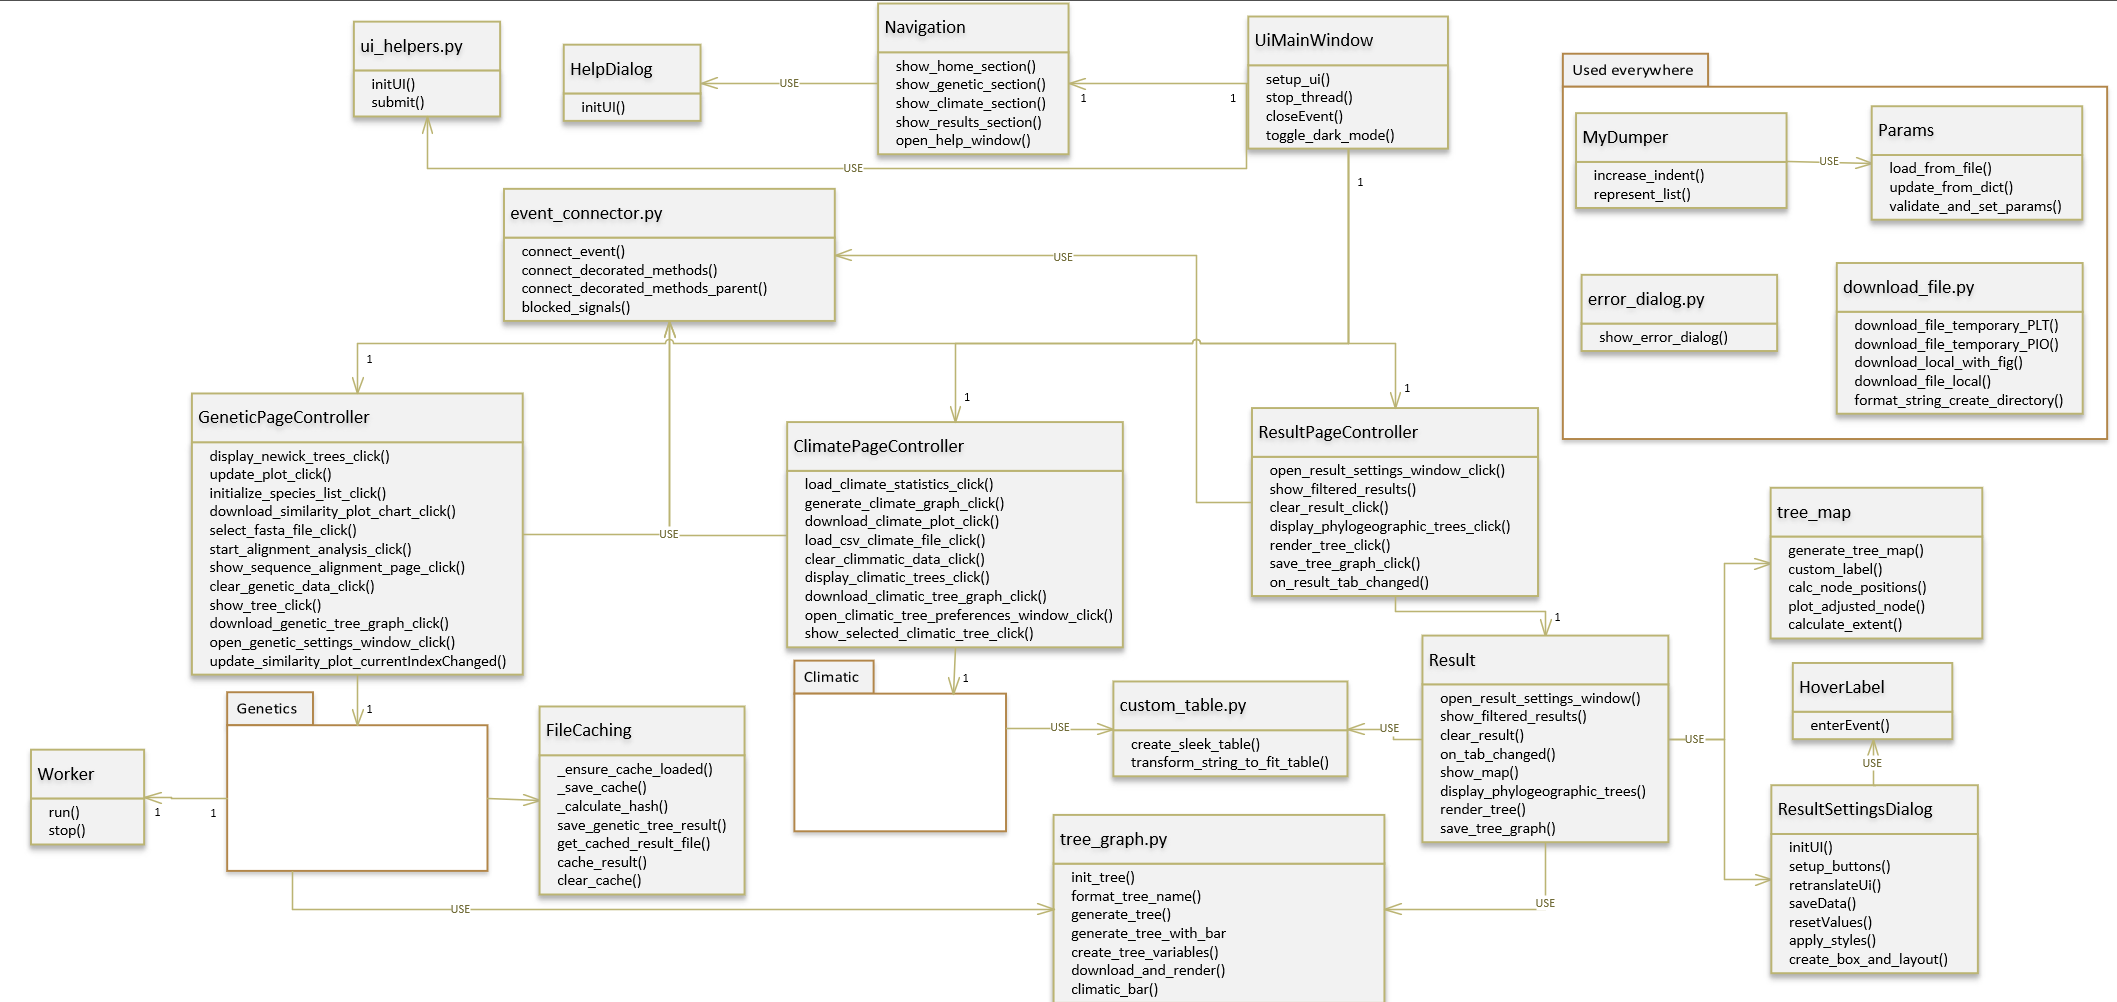 ui_helpers.py
initUI()
submit()
HelpDialog
initUI()
USE
Navigation
show_home_section()
show_genetic_section()
show_climate_section()
show_results_section()
open_help_window()
1
1
UiMainWindow
setup_ui()
stop_thread()
closeEvent()
toggle_dark_mode()
USE
1
Used everywhere
MyDumper
increase_indent()
represent_list()
USE
Params
load_from_file()
update_from_dict()
validate_and_set_params()
error_dialog.py
show_error_dialog()
download_file.py
download_file_temporary_PLT()
download_file_temporary_PIO()
download_local_with_fig()
download_file_local()
format_string_create_directory()
event_connector.py
connect_event()
connect_decorated_methods()
connect_decorated_methods_parent()
blocked_signals()
USE
1
1
1
GeneticPageController
display_newick_trees_click()
update_plot_click()
initialize_species_list_click()
download_similarity_plot_chart_click()
select_fasta_file_click()
start_alignment_analysis_click()
show_sequence_alignment_page_click()
clear_genetic_data_click()
show_tree_click()
download_genetic_tree_graph_click()
open_genetic_settings_window_click()
update_similarity_plot_currentIndexChanged()
USE
ClimatePageController
load_climate_statistics_click()
generate_climate_graph_click()
download_climate_plot_click()
load_csv_climate_file_click()
clear_climmatic_data_click()
display_climatic_trees_click()
download_climatic_tree_graph_click()
open_climatic_tree_preferences_window_click()
show_selected_climatic_tree_click()
ResultPageController
open_result_settings_window_click()
show_filtered_results()
clear_result_click()
display_phylogeographic_trees_click()
render_tree_click()
save_tree_graph_click()
on_result_tab_changed()
1
tree_map
generate_tree_map()
custom_label()
calc_node_positions()
plot_adjusted_node()
calculate_extent()
1
Genetics
Worker
run()
stop()
1
1
FileCaching
_ensure_cache_loaded()
_save_cache()
_calculate_hash()
save_genetic_tree_result()
get_cached_result_file()
cache_result()
clear_cache()
1
Climatic
USE
custom_table.py
create_sleek_table()
transform_string_to_fit_table()
USE
Result
open_result_settings_window()
show_filtered_results()
clear_result()
on_tab_changed()
show_map()
display_phylogeographic_trees()
render_tree()
save_tree_graph()
USE
HoverLabel
enterEvent()
USE
ResultSettingsDialog
initUI()
setup_buttons()
retranslateUi()
saveData()
resetValues()
apply_styles()
create_box_and_layout()
USE
tree_graph.py
init_tree()
format_tree_name()
generate_tree()
generate_tree_with_bar
create_tree_variables()
download_and_render()
climatic_bar()
USE